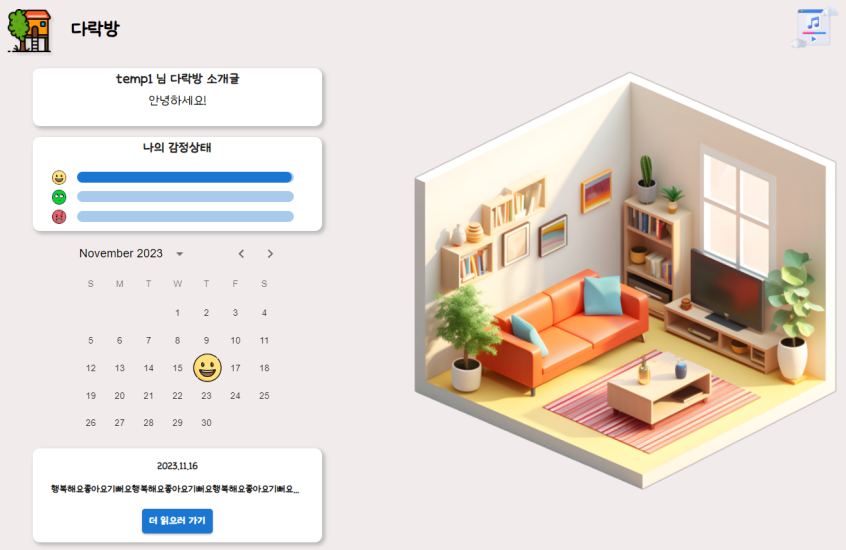 다락방
temp1 님 다락방 소개글
안녕하세요!
나의 감정상태
November 2023
S M T W T F S
1 2 3 4
5 6 7 8 9 10 11
12 13 14 15 17 18
19 20 21 22 23 24 25
26 27 28 29 30
2023.11.16
행복해요좋아요기뻐요행복해요좋아요기뻐요행복해요좋아요기뻐요...
더 읽으러 가기